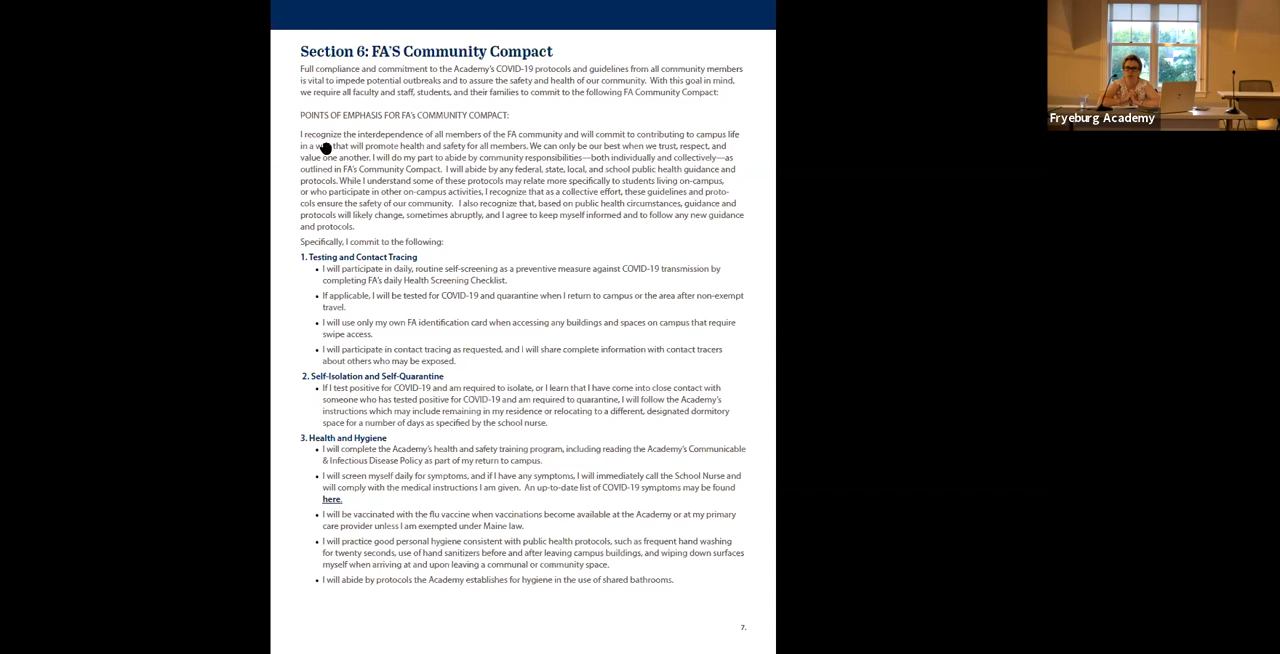 Section 6: FA'S Community Compact
Full compliance and commitment to the Academy's COVID-19 protocols and guidelines from all community members
is vital to impede potential outbreaks and to assure the safety and health of our community. With this goal in mind,
we require all faculty and staff, students, and their families to commit to the following FA Community Compact:
POINTS OF EMPHASIS FOR FA's COMMUNITY COMPACT:
I recognize the interdependence of all members of the FA community and will commit to contributing to campus life
in a that will promote health and safety for all members. We can only be our best when we trust, respect, and
value one another. I will do my part to abide by community responsibilities—both individually and collectively—as
outlined in FA's Community Compact. I will abide by any federal, state, local, and school public health guidance and
protocols. While I understand some of these protocols may relate more specifically to students living on-campus,
or who participate in other on-campus activities, I recognize that as a collective effort, these guidelines and proto-
cols ensure the safety of our community. I also recognize that, based on public health circumstances, guidance and
protocols will likely change, sometimes abruptly, and I agree to keep myself informed and to follow any new guidance
and protocols.
Specifically, I commit to the following:
1. Testing and Contact Tracing
• I will participate in daily, routine self-screening as a preventive measure against COVID-19 transmission by
completing FA's daily Health Screening Checklist.
• If applicable, I will be tested for COVID-19 and quarantine when I return to campus or the area after non-exempt
travel.
• I will use only my own FA identification card when accessing any buildings and spaces on campus that require
swipe access.
• I will participate in contact tracing as requested, and I will share complete information with contact tracers
about others who may be exposed.
2. Self-Isolation and Self-Quarantine
• If I test positive for COVID-19 and am required to isolate, or I learn that I have come into close contact with
someone who has tested positive for COVID-19 and am required to quarantine, I will follow the Academy's
instructions which may include remaining in my residence or relocating to a different, designated dormitory
space for a number of days as specified by the school nurse.
3. Health and Hygiene
• I will complete the Academy's health and safety training program, including reading the Academy's Communicable
& Infectious Disease Policy as part of my return to campus.
• I will screen myself daily for symptoms, and if I have any symptoms, I will immediately call the School Nurse and
will comply with the medical instructions I am given. An up-to-date list of COVID-19 symptoms may be found
here.
• I will be vaccinated with the flu vaccine when vaccinations become available at the Academy or at my primary
care provider unless I am exempted under Maine law.
• I will practice good personal hygiene consistent with public health protocols, such as frequent hand washing
for twenty seconds, use of hand sanitizers before and after leaving campus buildings, and wiping down surfaces
myself when arriving at and upon leaving a communal or community space.
• I will abide by protocols the Academy establishes for hygiene in the use of shared bathrooms.
7.
Fryeburg Academy